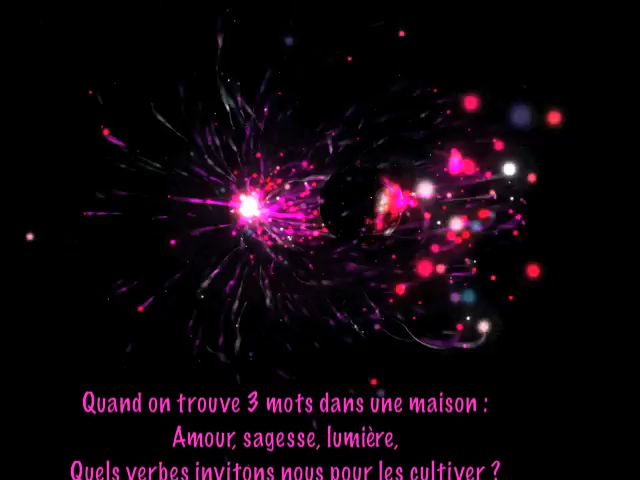 Quand on trouve 3 mots dans une maison :
Amour, sagesse, lumière,
Quels verbes invitons nous pour les cultiver ?